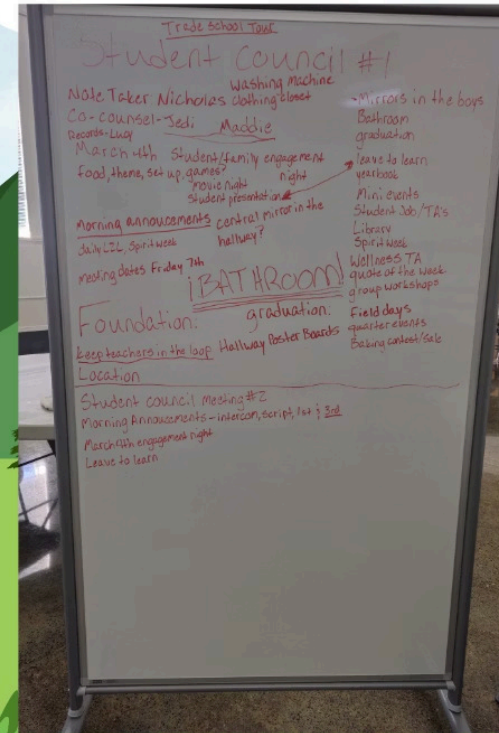 Trade School Tour
Student Council #1
Washing Machine
Note Taker Nicholas clothing closet
Co-counsel-Jedi Maddie
Records-Lucy
March 4th Student/family engagement night
food, theme, set up, games?
movie night
Student presentation
Morning annoucements central mirror in the hallway?
daily LTL, Spirit week
meeting dates Friday 7th
¡BATHROOM!
Foundation: graduation:
keep teachers in the loop Hallway Poster Boards
Location
-Mirrors in the boys
Bathroom
graduation
leave to learn
yearbook
Mini events
Student Job/TA's
Library
Spirit week
Wellness TA
quote of the week
group workshops
Field days
quarter events
Baking contest/Sale
Student council meeting #2
Morning Annoucements - intercom, script, 1st & 3rd
March 4th engagement night
Leave to learn